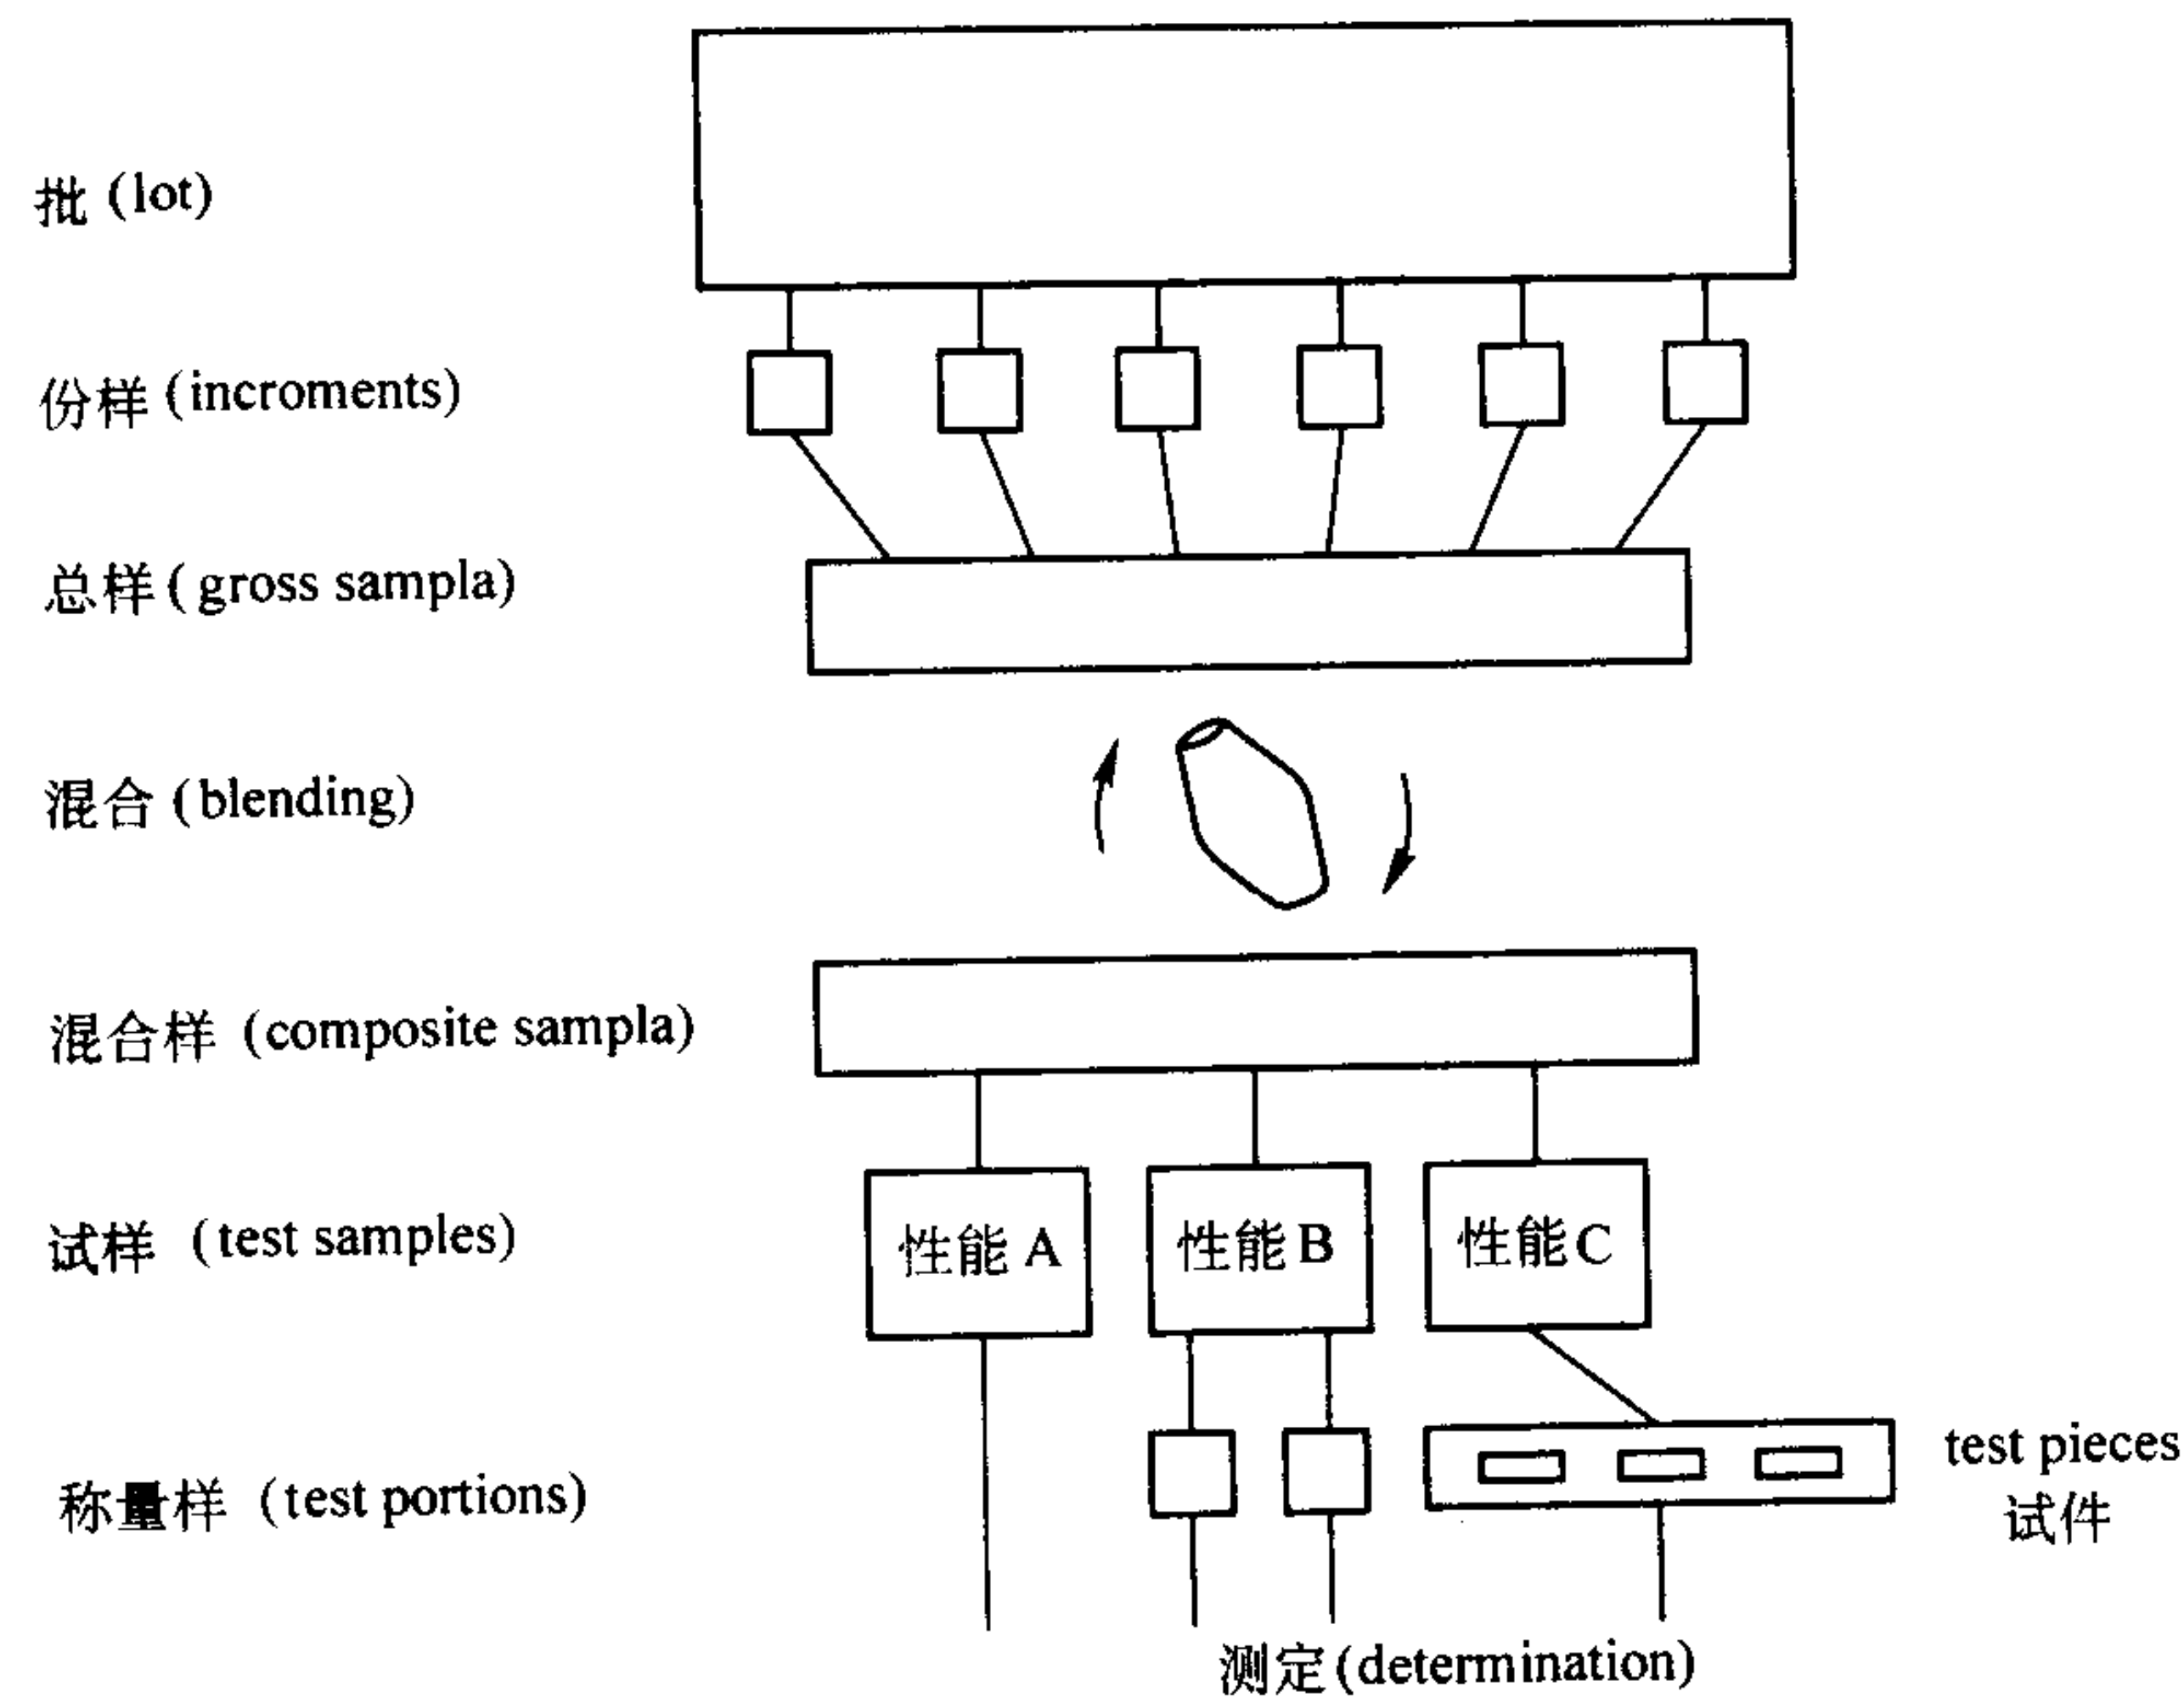 批 (lot)
份样 (incroments)
总样 (gross sampla)
混合 (blending)
混合样 (composite sampla)
试样 (test samples)
性能 A
性能 B
性能 C
称量样 (test portions)
test pieces
试件
测定 (determination)